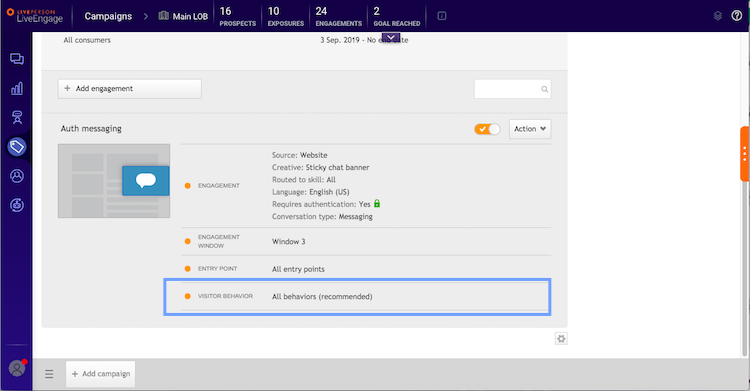 LIVEPERSON
LiveEngage
Campaigns
Main LOB
16
PROSPECTS
10
EXPOSURES
24
ENGAGEMENTS
2
GOAL REACHED
All consumers
3 Sep. 2019 - No end date
+ Add engagement
Auth messaging
Action
ENGAGEMENT
Source: Website
Creative: Sticky chat banner
Routed to skill: All
Language: English (US)
Requires authentication: Yes
Conversation type: Messaging
ENGAGEMENT
WINDOW
Window 3
ENTRY POINT
All entry points
VISITOR BEHAVIOR
All behaviors (recommended)
+ Add campaign